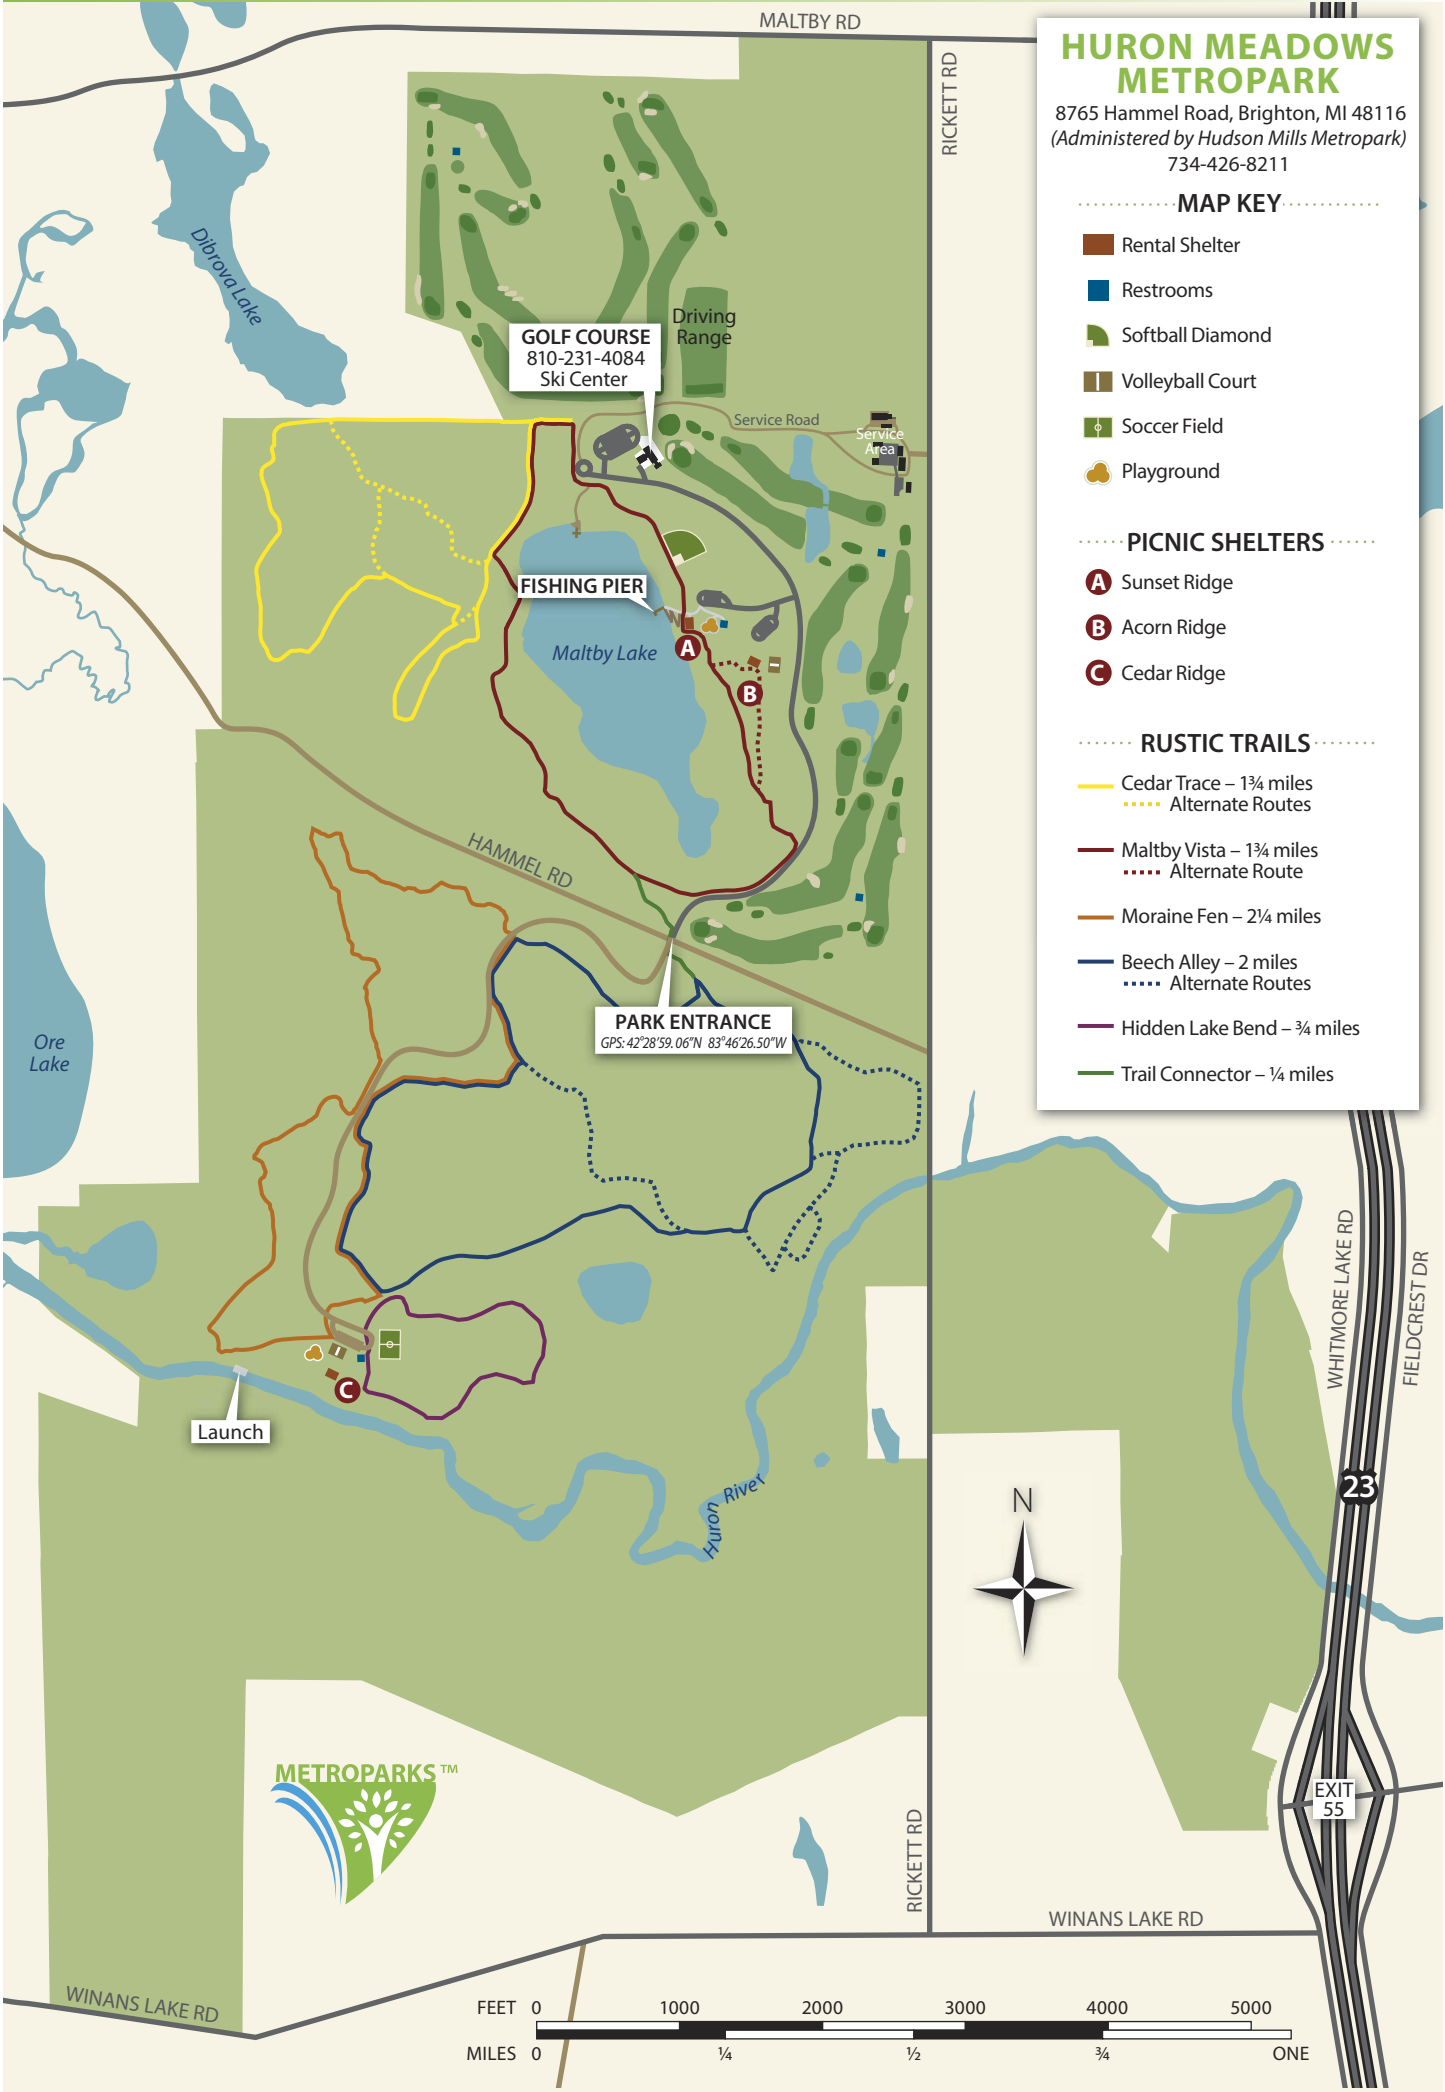 MALTBY RD
RICKETT RD
HURON MEADOWS
METROPARK
8765 Hammel Road, Brighton, MI 48116
(Administered by Hudson Mills Metropark)
734-426-8211
MAP KEY
Rental Shelter
Restrooms
Softball Diamond
Volleyball Court
Soccer Field
Playground
PICNIC SHELTERS
A Sunset Ridge
B Acorn Ridge
C Cedar Ridge
RUSTIC TRAILS
Cedar Trace – 1¾ miles
Alternate Routes
Maltby Vista – 1¾ miles
Alternate Route
Moraine Fen – 2¼ miles
Beech Alley – 2 miles
Alternate Routes
Hidden Lake Bend – ¾ miles
Trail Connector – ¼ miles
Dibrova Lake
Driving
Range
GOLF COURSE
810-231-4084
Ski Center
Service Road
Service
Area
FISHING PIER
Maltby Lake
A
B
HAMMEL RD
PARK ENTRANCE
GPS: 42°28'59.06"N 83°46'26.50"W
Ore
Lake
C
Launch
Huron River
WHITMORE LAKE RD
FIELDCREST DR
23
N
EXIT
55
METROPARKS™
RICKETT RD
WINANS LAKE RD
WINANS LAKE RD
FEET 0 1000 2000 3000 4000 5000
MILES 0 ¼ ½ ¾ ONE